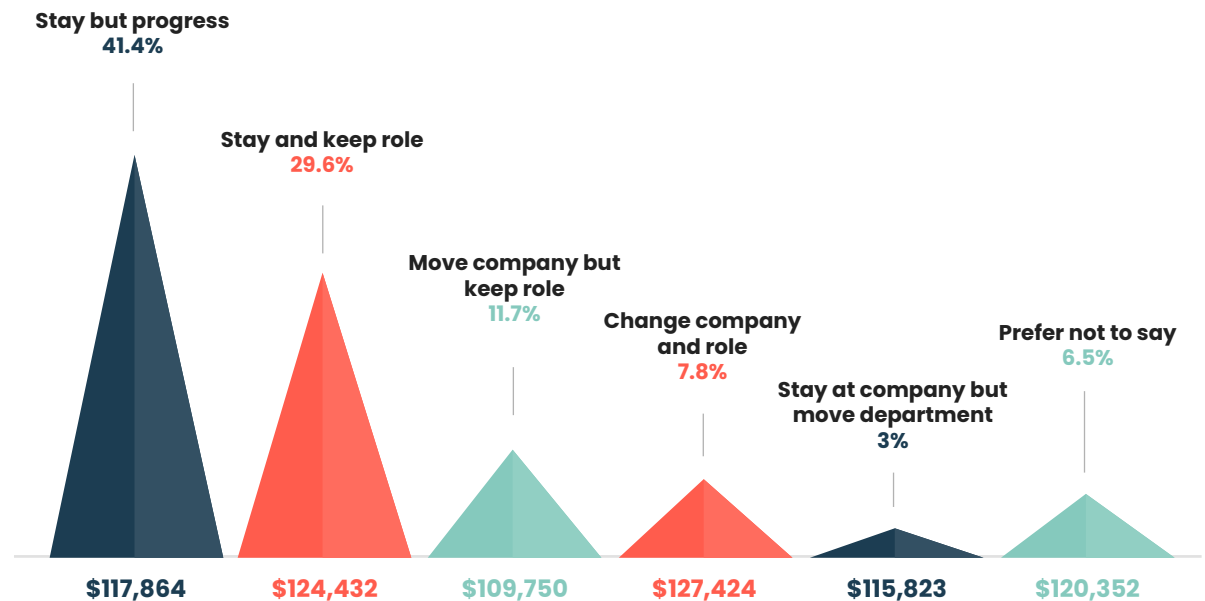 Stay but progress
41.4%
Stay and keep role
29.6%
Move company but
keep role
11.7%
Change company
and role
7.8%
Stay at company but
move department
3%
Prefer not to say
6.5%
$117,864
$124,432
$109,750
$127,424
$115,823
$120,352